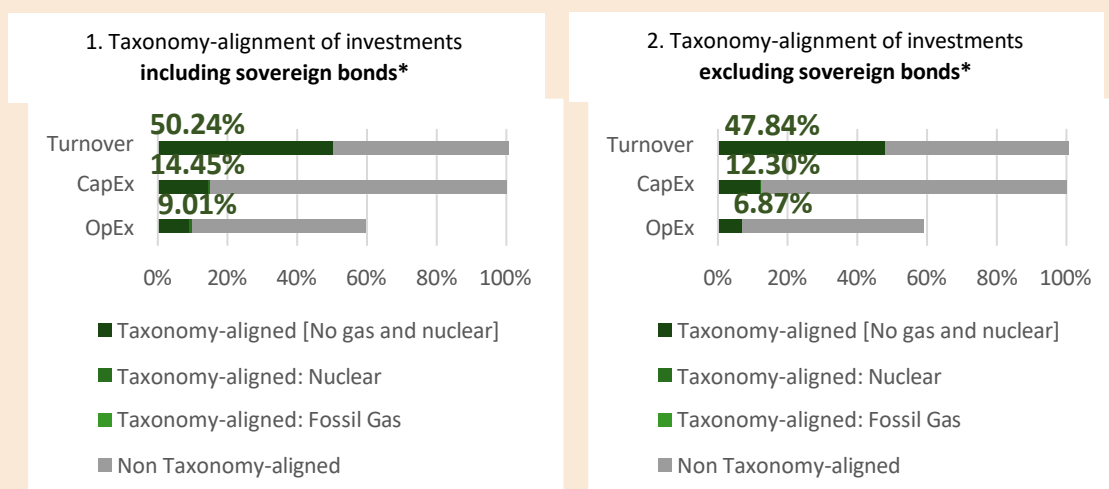 1. Taxonomy-alignment of investments
including sovereign bonds*
50.24%
Turnover
14.45%
CapEx
9.01%
OpEx
0% 20% 40% 60% 80% 100%
Taxonomy-aligned [No gas and nuclear]
Taxonomy-aligned: Nuclear
Taxonomy-aligned: Fossil Gas
Non Taxonomy-aligned
2. Taxonomy-alignment of investments
excluding sovereign bonds*
47.84%
Turnover
12.30%
CapEx
6.87%
OpEx
0% 20% 40% 60% 80% 100%
Taxonomy-aligned [No gas and nuclear]
Taxonomy-aligned: Nuclear
Taxonomy-aligned: Fossil Gas
Non Taxonomy-aligned